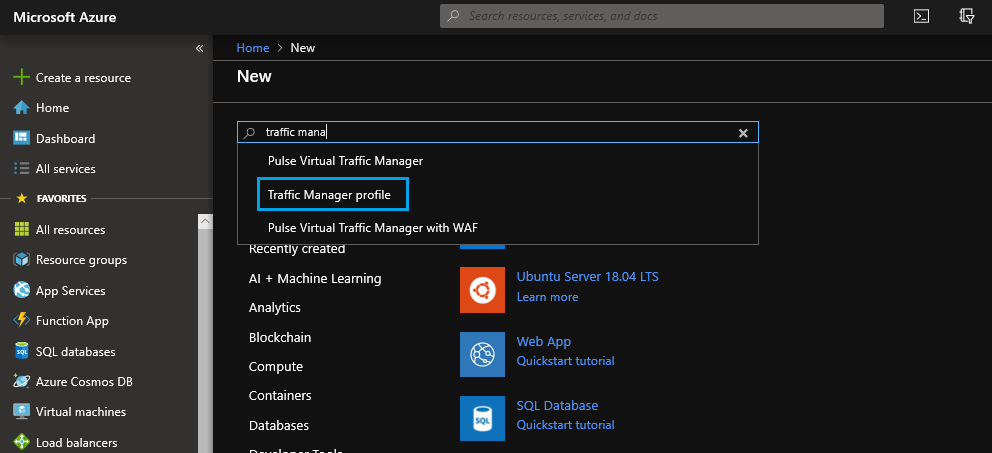 Microsoft Azure
Search resources, services, and docs
«
Create a resource
Home
Dashboard
All services
FAVORITES
All resources
Resource groups
App Services
Function App
SQL databases
Azure Cosmos DB
Virtual machines
Load balancers
Home > New
New
traffic mana
Pulse Virtual Traffic Manager
Traffic Manager profile
Pulse Virtual Traffic Manager with WAF
Recently created
AI + Machine Learning
Analytics
Blockchain
Compute
Containers
Databases
Developer Tools
Ubuntu Server 18.04 LTS
Learn more
Web App
Quickstart tutorial
SQL
SQL Database
Quickstart tutorial